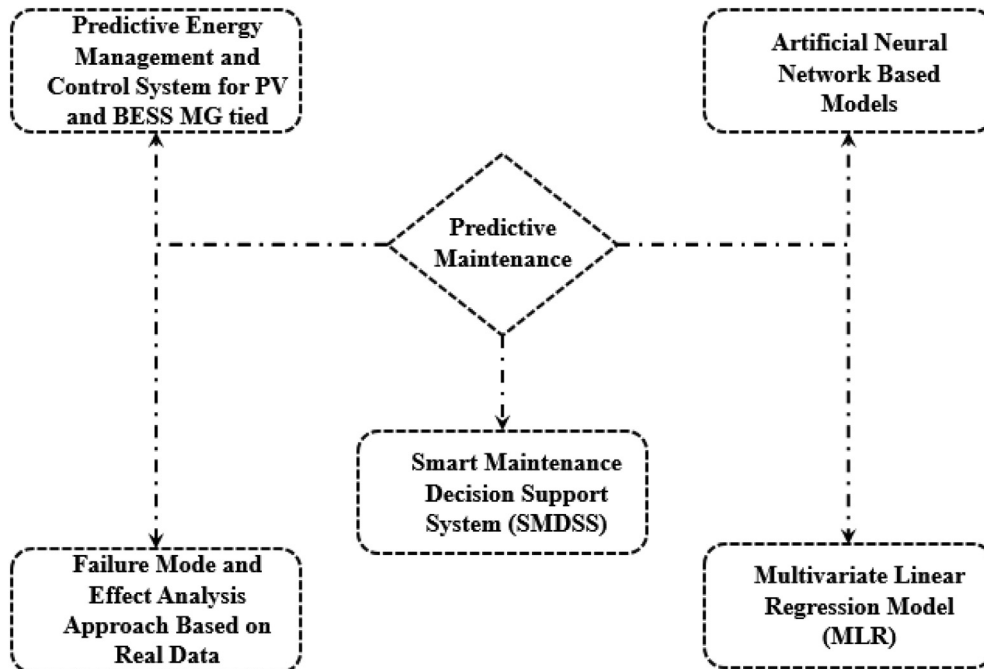 Predictive Energy
Management and
Control System for PV
and BESS MG tied
Artificial Neural
Network Based
Models
Predictive
Maintenance
Smart Maintenance
Decision Support
System (SMDSS)
Failure Mode and
Effect Analysis
Approach Based on
Real Data
Multivariate Linear
Regression Model
(MLR)